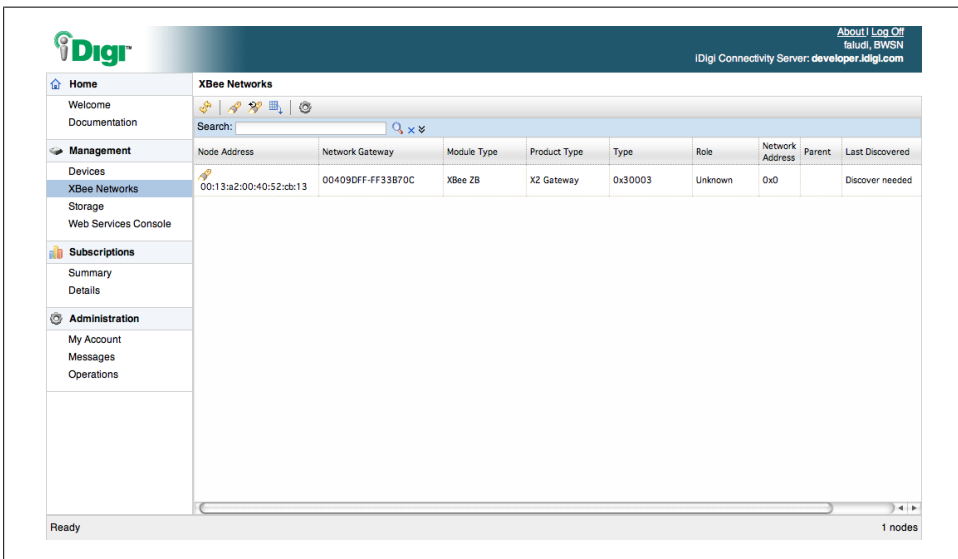 iDigi™
About | Log Off
faludi, BWSN
iDigi Connectivity Server: developer.idigi.com
Home
Welcome
Documentation
Management
Devices
XBee Networks
Storage
Web Services Console
Subscriptions
Summary
Details
Administration
My Account
Messages
Operations
XBee Networks
Search:
Node Address Network Gateway Module Type Product Type Type Role Network Address Parent Last Discovered
00:13:a2:00:40:52:cb:13 00409DFF-FF33B70C XBee ZB X2 Gateway 0x30003 Unknown 0x0 Discover needed
Ready
1 nodes